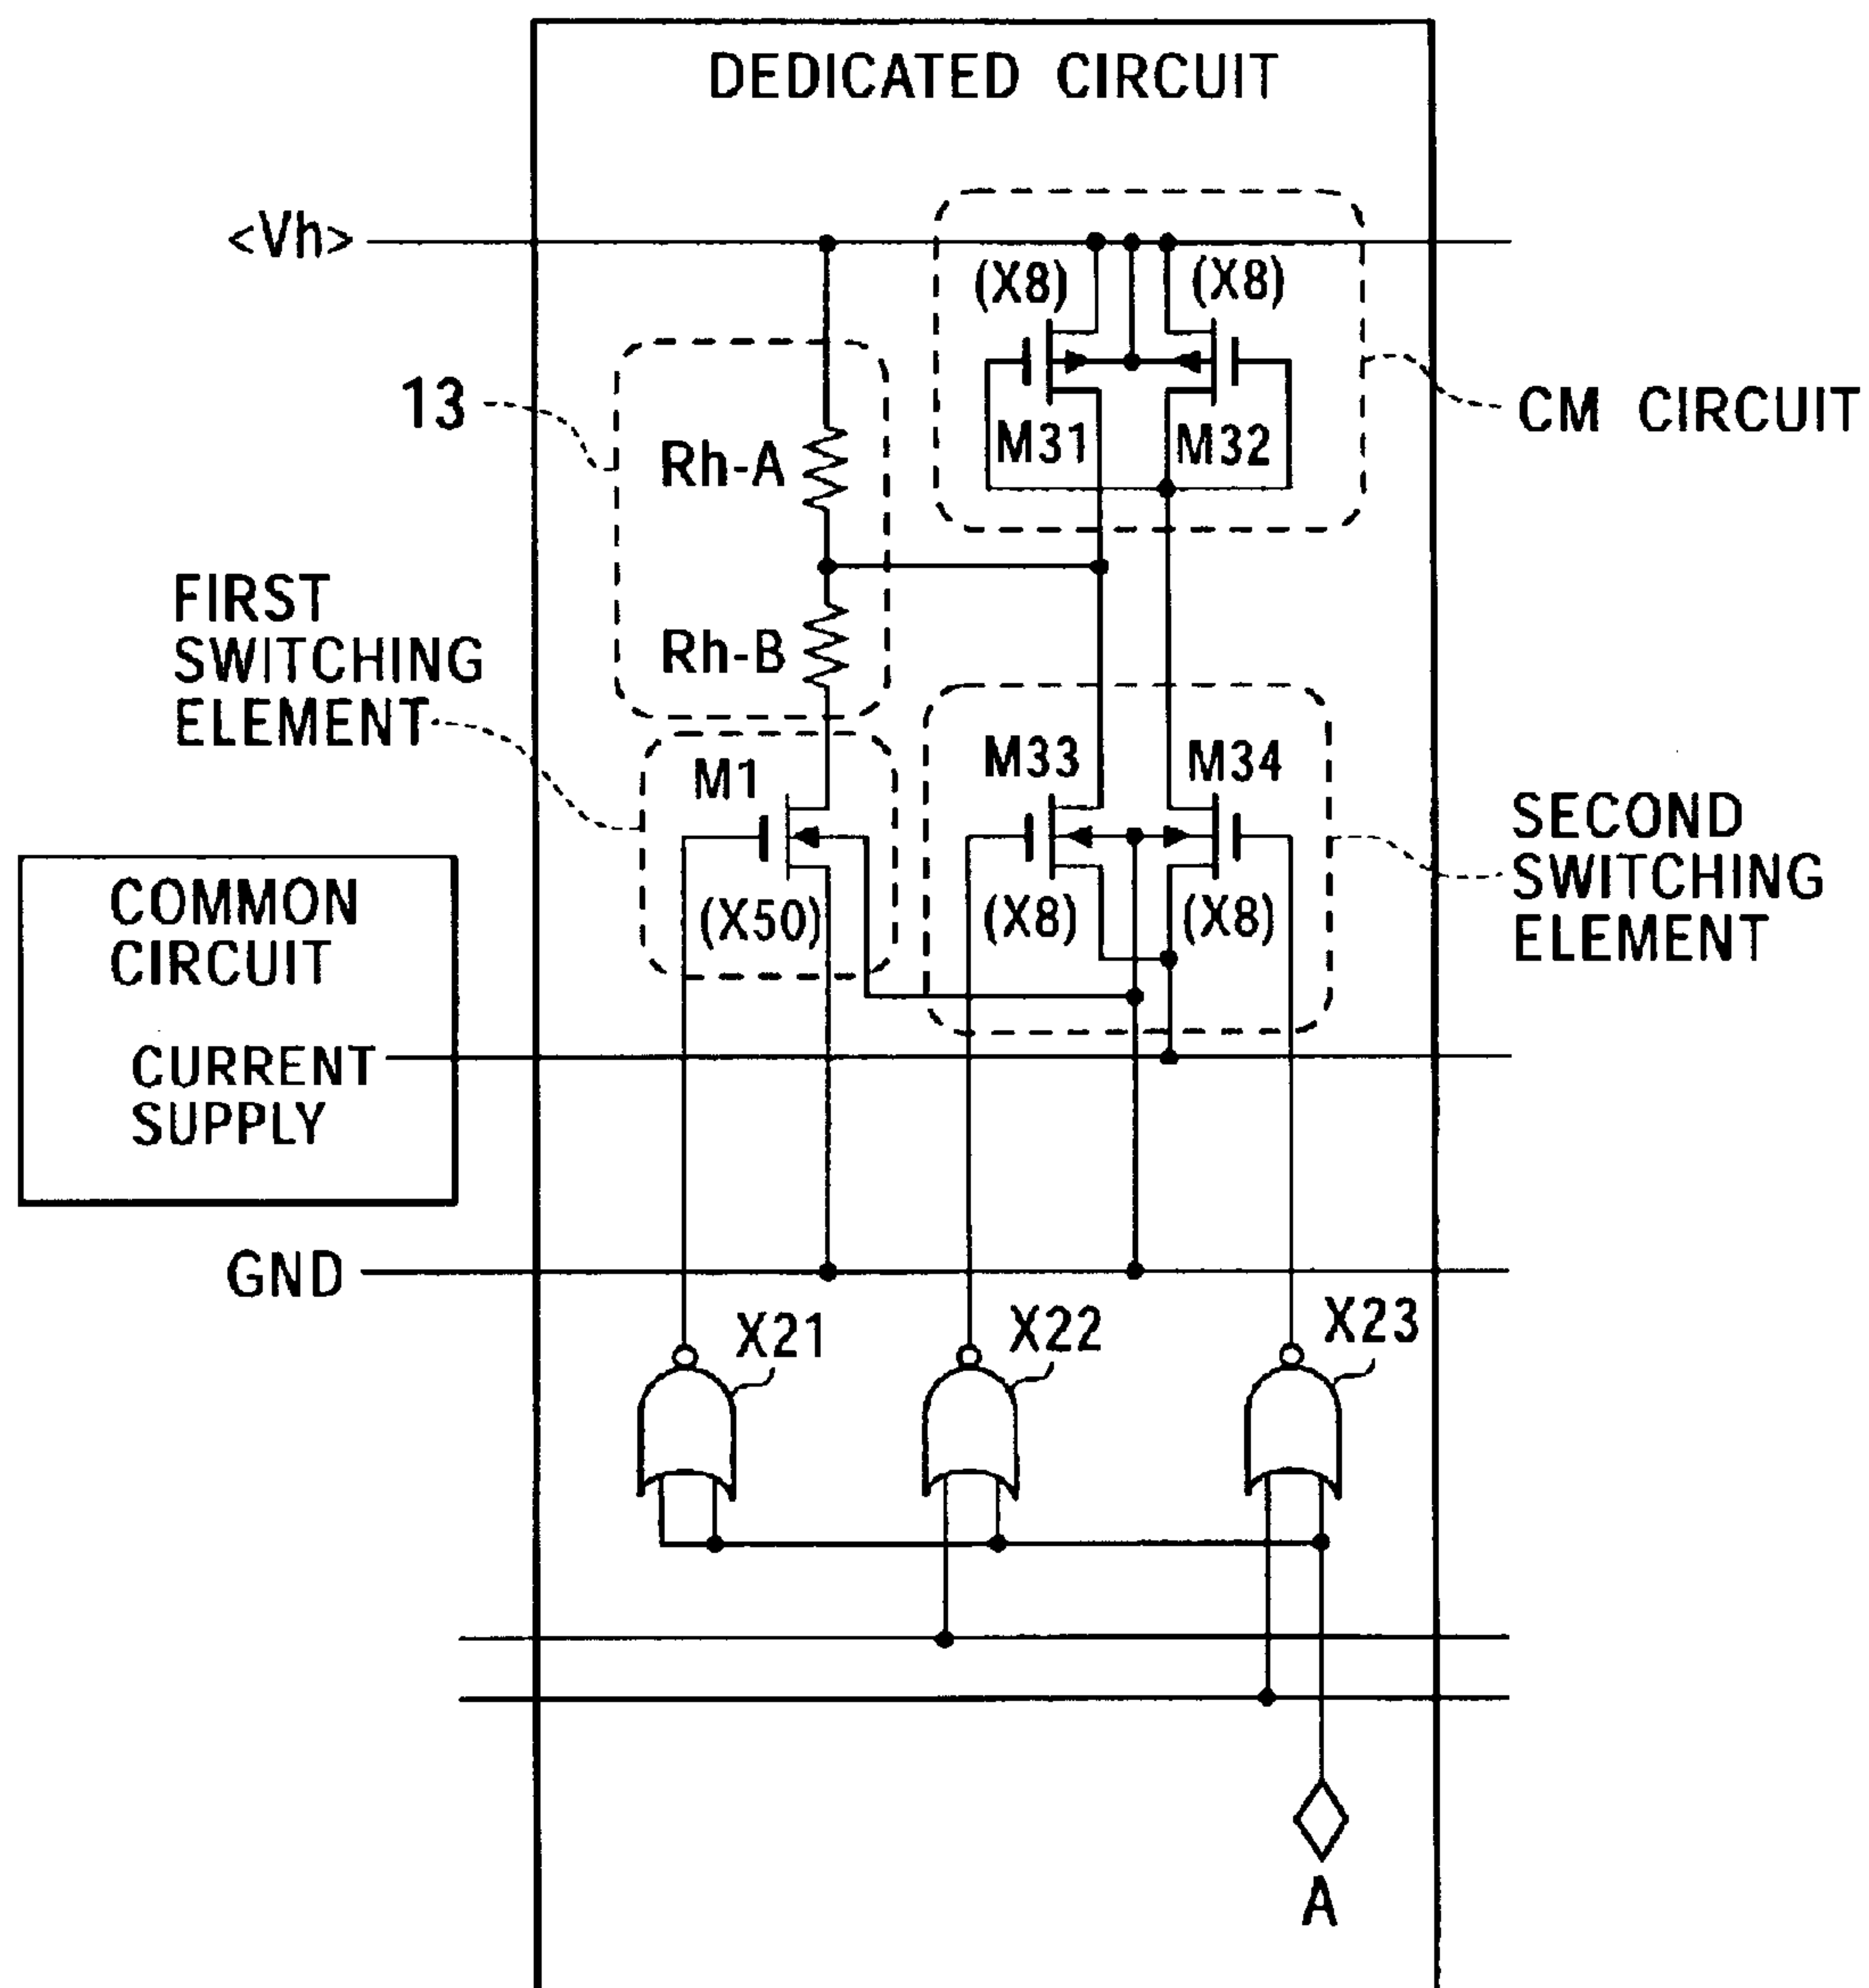 DEDICATED CIRCUIT
<Vh>
(X8)
(X8)
13
CM CIRCUIT
M31
M32
Rh-A
FIRST
SWITCHING
ELEMENT
Rh-B
M1
M33
M34
SECOND
SWITCHING
ELEMENT
(X50)
(X8)
(X8)
COMMON
CIRCUIT
CURRENT
SUPPLY
GND
X21
X22
X23
A